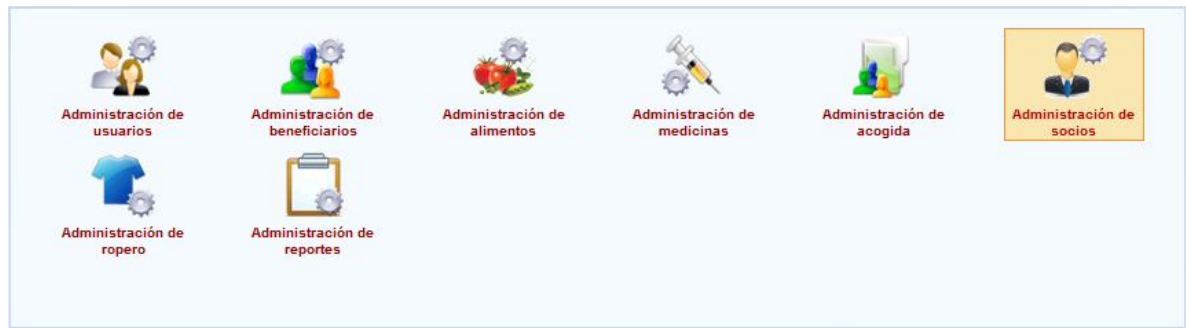 Administración de
usuarios
Administración de
beneficiarios
Administración de
alimentos
Administración de
medicinas
Administración de
acogida
Administración de
socios
Administración de
ropero
Administración de
reportes